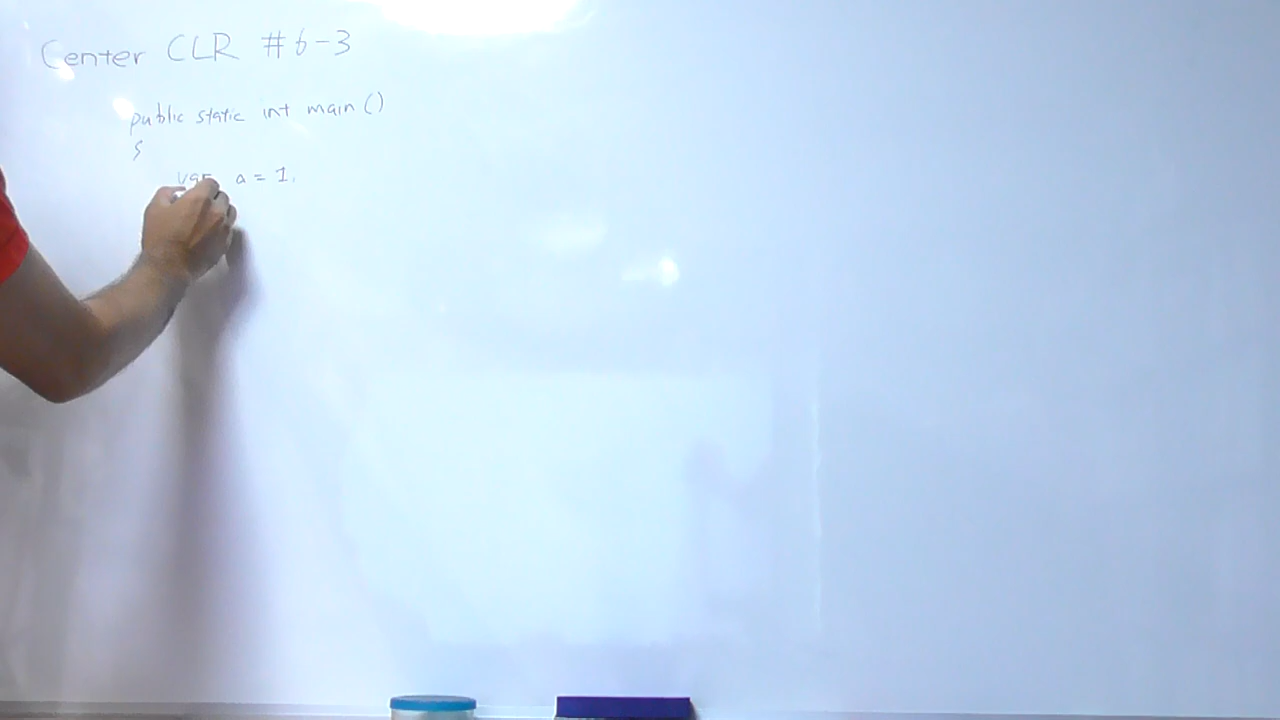 Center CLR #6-3
public static int main()
{
var a = 1;